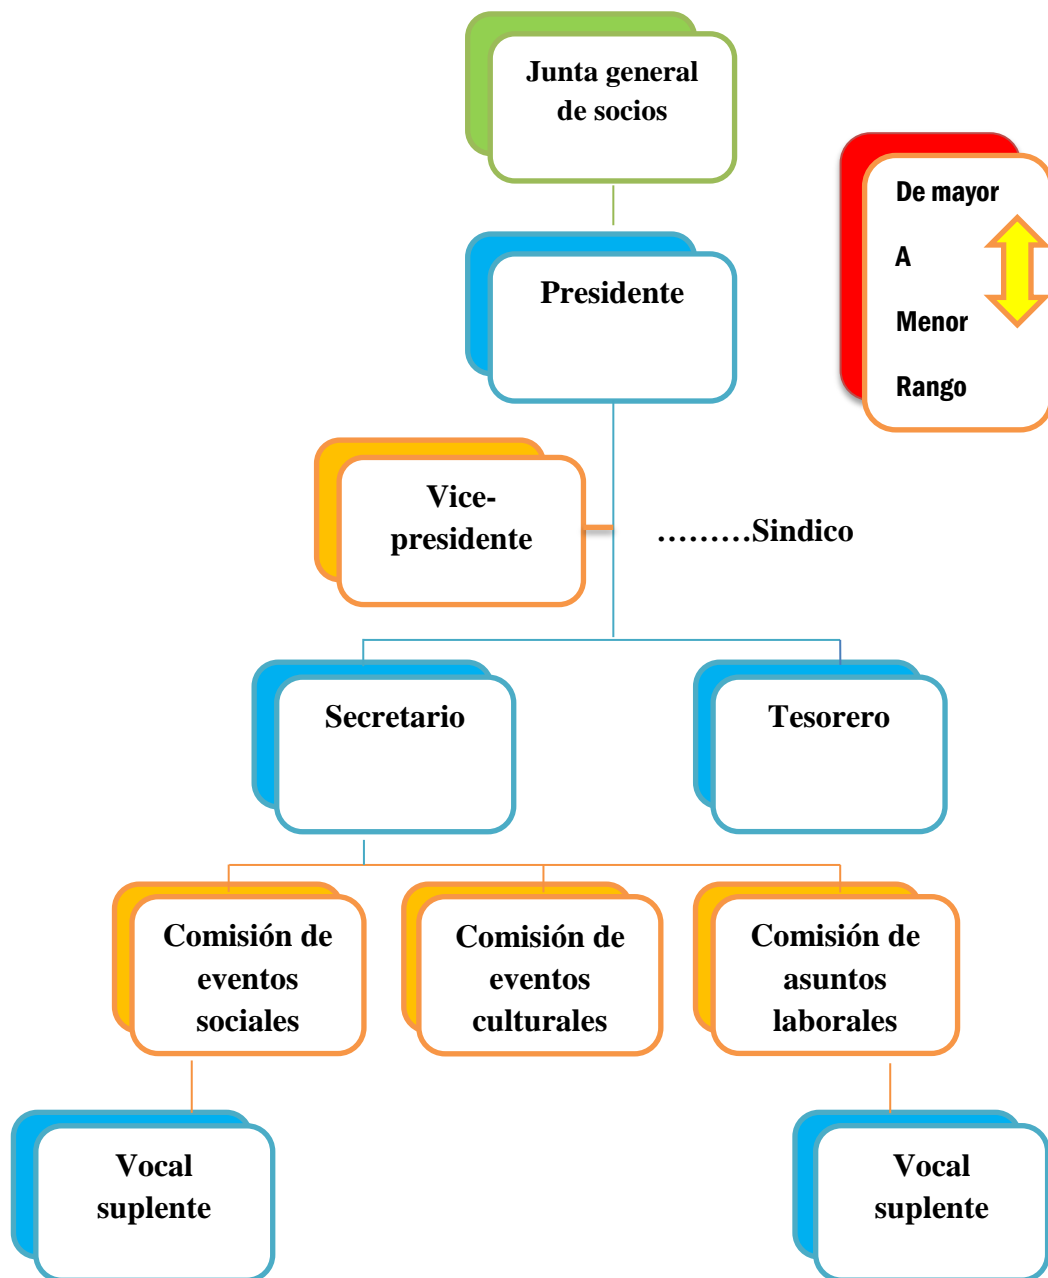 Junta general
de socios
De mayor
A
Menor
Rango
Presidente
Vice-
presidente
………Sindico
Secretario
Tesorero
Comisión de
eventos
sociales
Comisión de
eventos
culturales
Comisión de
asuntos
laborales
Vocal
suplente
Vocal
suplente